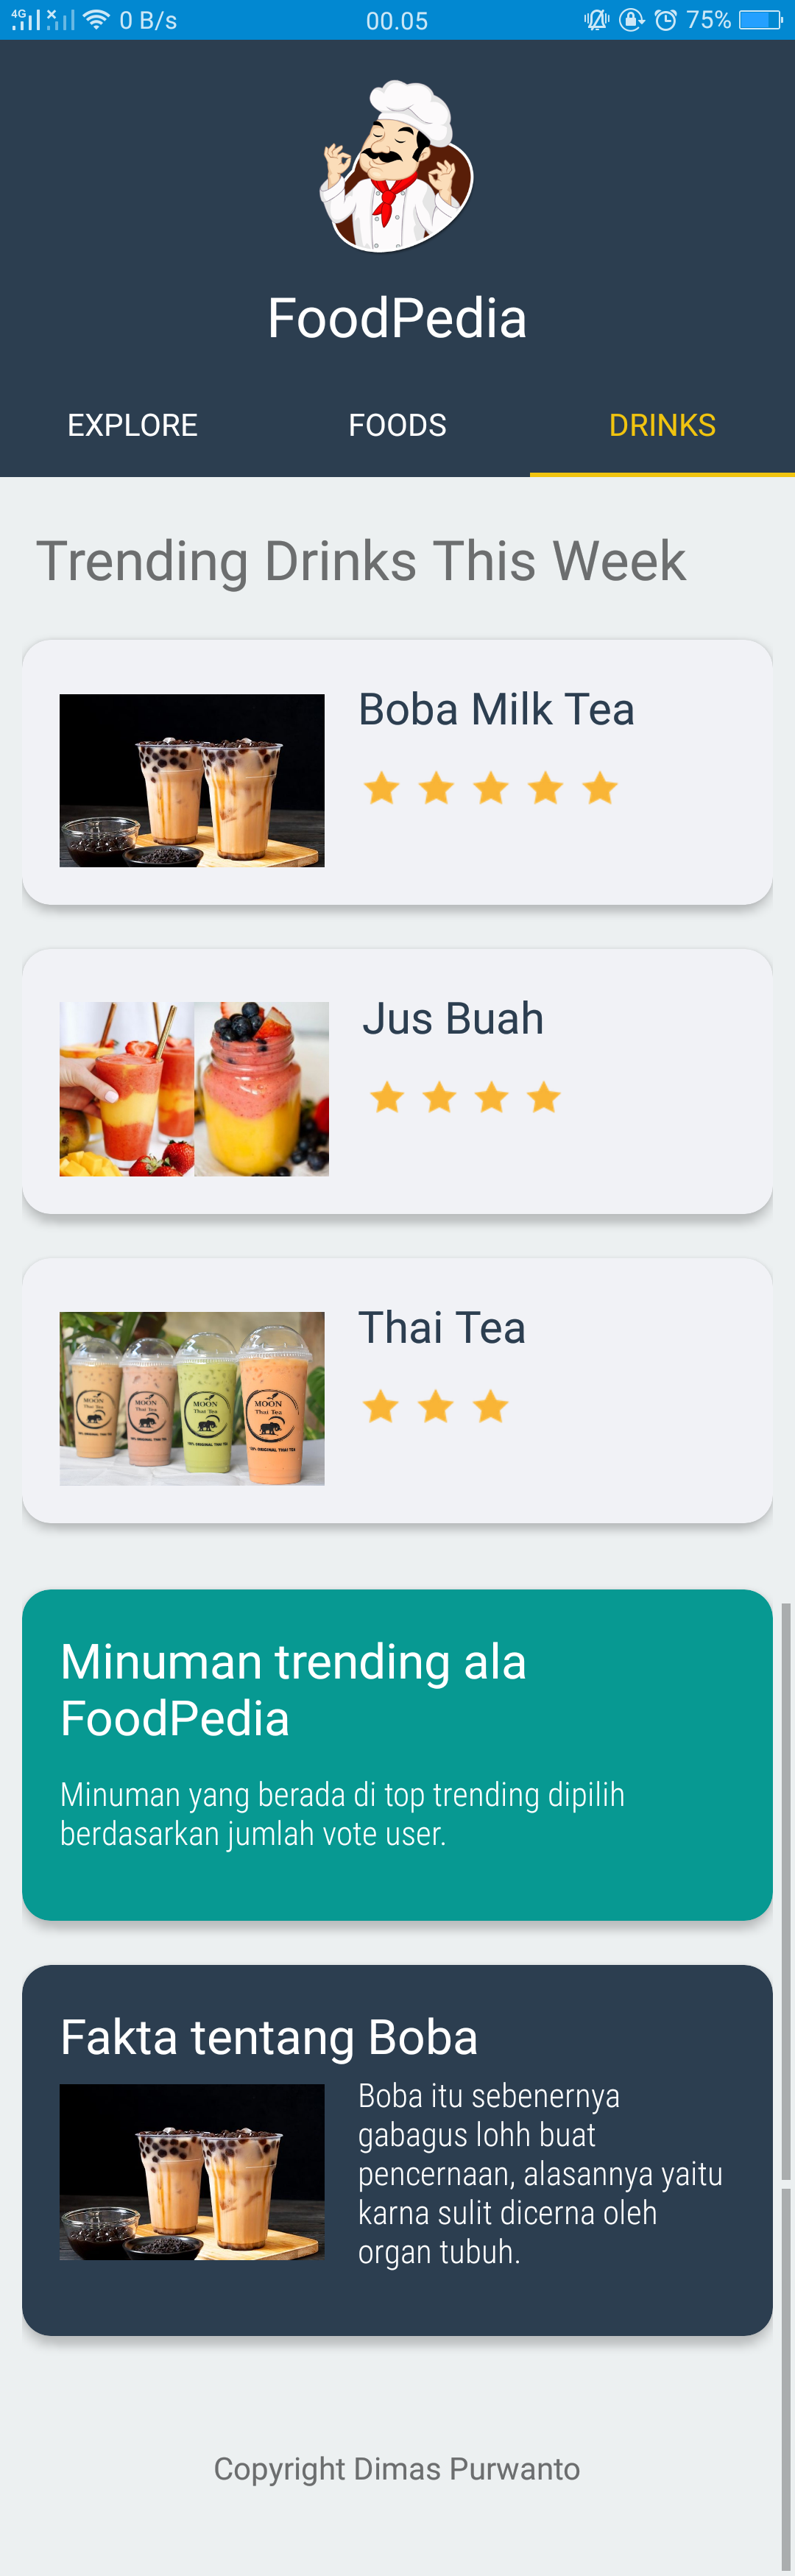 4G 0 B/s 00.05 75%
FoodPedia
EXPLORE FOODS DRINKS
Trending Drinks This Week
Boba Milk Tea
Jus Buah
Thai Tea
MOON MOON MOON MOON
Thai Tea Thai Tea Thai Tea Thai Tea
Minuman trending ala
FoodPedia
Minuman yang berada di top trending dipilih
berdasarkan jumlah vote user.
Fakta tentang Boba
Boba itu sebenernya
gabagus lohh buat
pencernaan, alasannya yaitu
karna sulit dicerna oleh
organ tubuh.
Copyright Dimas Purwanto